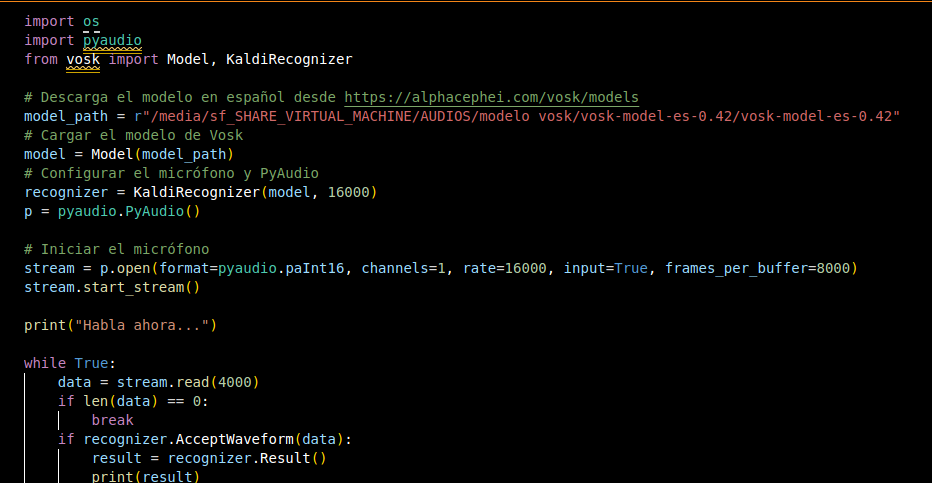 import os
import pyaudio
from vosk import Model, KaldiRecognizer

# Descarga el modelo en español desde https://alphacephei.com/vosk/models
model_path = r"/media/sf_SHARE_VIRTUAL_MACHINE/AUDIOS/modelo vosk/vosk-model-es-0.42/vosk-model-es-0.42"
# Cargar el modelo de Vosk
model = Model(model_path)
# Configurar el micrófono y PyAudio
recognizer = KaldiRecognizer(model, 16000)
p = pyaudio.PyAudio()

# Iniciar el micrófono
stream = p.open(format=pyaudio.paInt16, channels=1, rate=16000, input=True, frames_per_buffer=8000)
stream.start_stream()

print("Habla ahora...")

while True:
    data = stream.read(4000)
    if len(data) == 0:
        break
    if recognizer.AcceptWaveform(data):
        result = recognizer.Result()
        print(result)